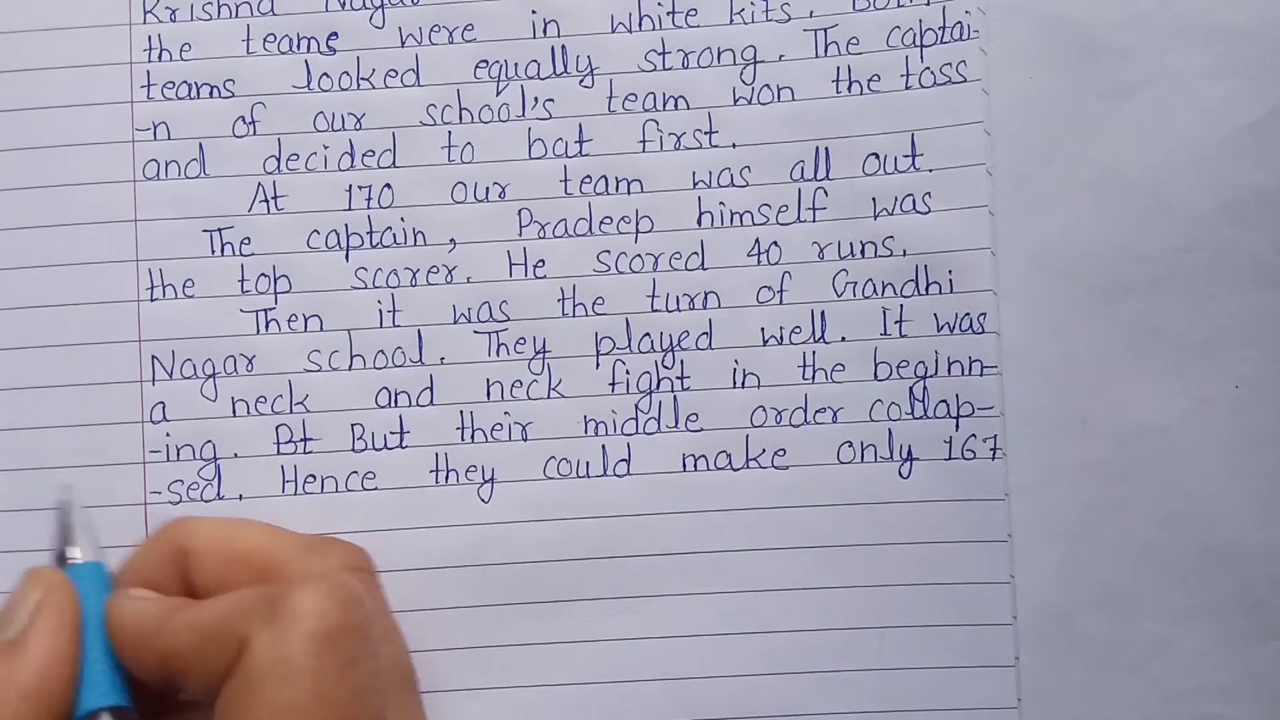 Krishna Nagar
the teams were in white kits. Both
teams looked equally strong. The captai-
-n of our school's team won the toss
and decided to bat first.
At 170 our team was all out.
The captain, Pradeep himself was
the top scorer. He scored 40 runs.
Then it was the turn of Gandhi
Nagar school. They played well. It was
a neck and neck fight in the beginn-
-ing. Bt But their middle order collap-
-sed. Hence they could make only 167